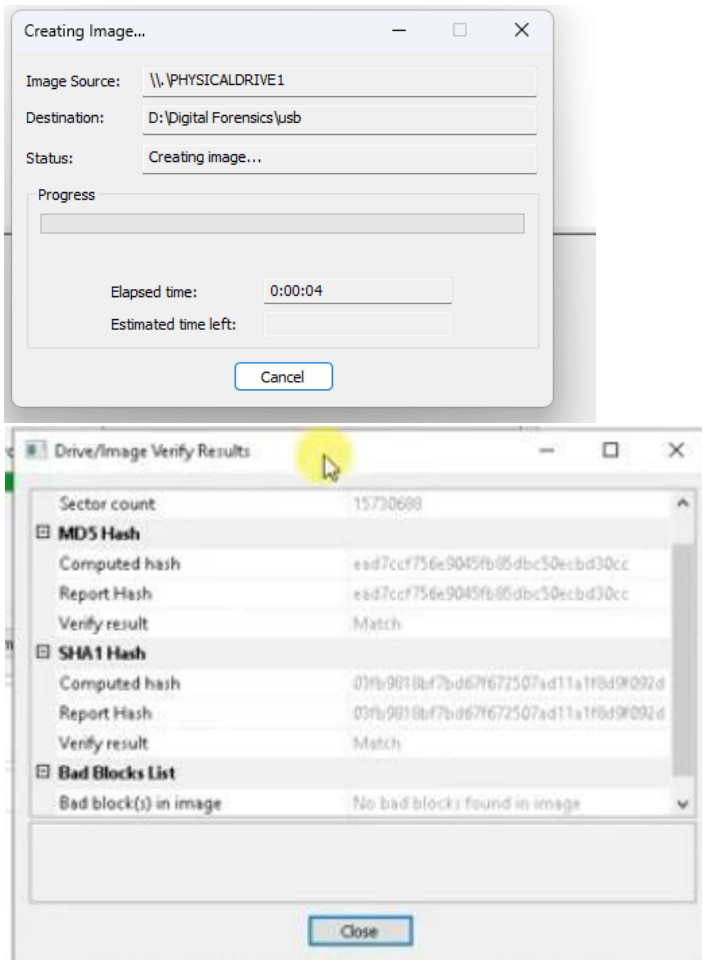 Creating Image...
Image Source: \\.\PHYSICALDRIVE1
Destination: D:\Digital Forensics\usb
Status: Creating image...
Progress
Elapsed time: 0:00:04
Estimated time left:
Cancel
Drive/Image Verify Results
Sector count 15730688
MD5 Hash
Computed hash
Report Hash
Verify result Match
SHA1 Hash
Computed hash
Report Hash
Verify result Match
Bad Blocks List
Bad block(s) in image No bad blocks found in image
Close